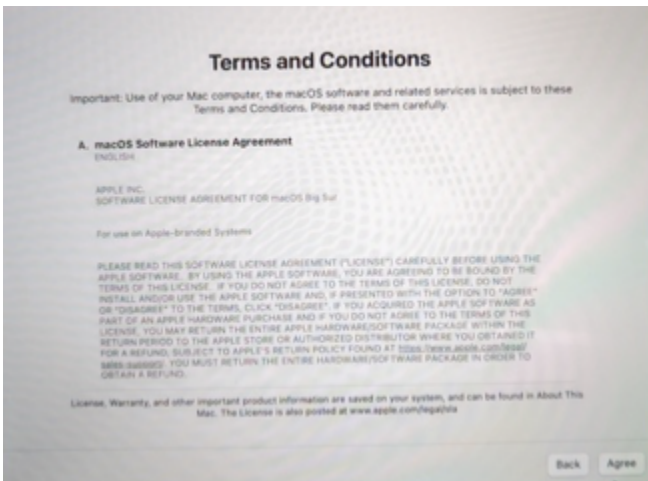 Terms and Conditions
Important: Use of your Mac computer, the macOS software and related services is subject to these
Terms and Conditions. Please read them carefully.
A. macOS Software License Agreement
ENGLISH
APPLE INC.
SOFTWARE LICENSE AGREEMENT FOR macOS Big Sur
For use on Apple-branded Systems
PLEASE READ THIS SOFTWARE LICENSE AGREEMENT ("LICENSE") CAREFULLY BEFORE USING THE
APPLE SOFTWARE. BY USING THE APPLE SOFTWARE, YOU ARE AGREEING TO BE BOUND BY THE
TERMS OF THIS LICENSE. IF YOU DO NOT AGREE TO THE TERMS OF THIS LICENSE, DO NOT
INSTALL AND/OR USE THE APPLE SOFTWARE AND, IF PRESENTED WITH THE OPTION TO "AGREE"
OR "DISAGREE" TO THE TERMS, CLICK "DISAGREE". IF YOU ACQUIRED THE APPLE SOFTWARE AS
PART OF AN APPLE HARDWARE PURCHASE AND IF YOU DO NOT AGREE TO THE TERMS OF THIS
LICENSE, YOU MAY RETURN THE ENTIRE APPLE HARDWARE/SOFTWARE PACKAGE WITHIN THE
RETURN PERIOD TO THE APPLE STORE OR AUTHORIZED DISTRIBUTOR WHERE YOU OBTAINED IT
FOR A REFUND, SUBJECT TO APPLE'S RETURN POLICY FOUND AT https://www.apple.com/legal/
sales-support/. YOU MUST RETURN THE ENTIRE HARDWARE/SOFTWARE PACKAGE IN ORDER TO
OBTAIN A REFUND.
License, Warranty, and other important product information are saved on your system, and can be found in About This
Mac. The License is also posted at www.apple.com/legal/sla
Back Agree